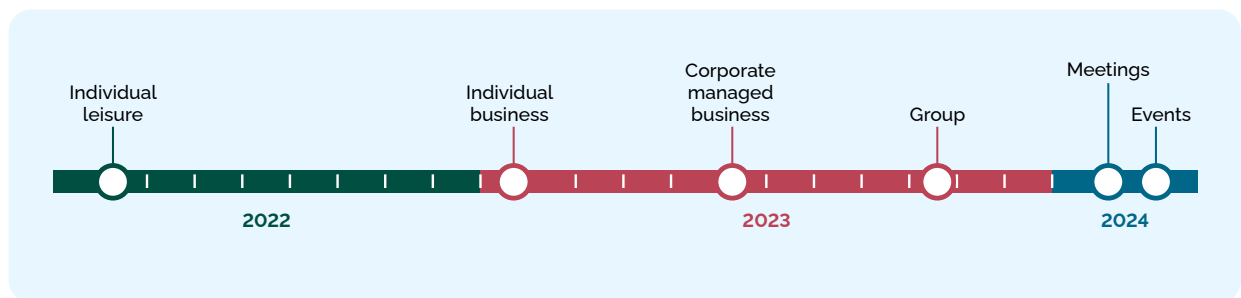 Individual
leisure
Individual
business
Corporate
managed
business
Group
Meetings
Events
2022
2023
2024